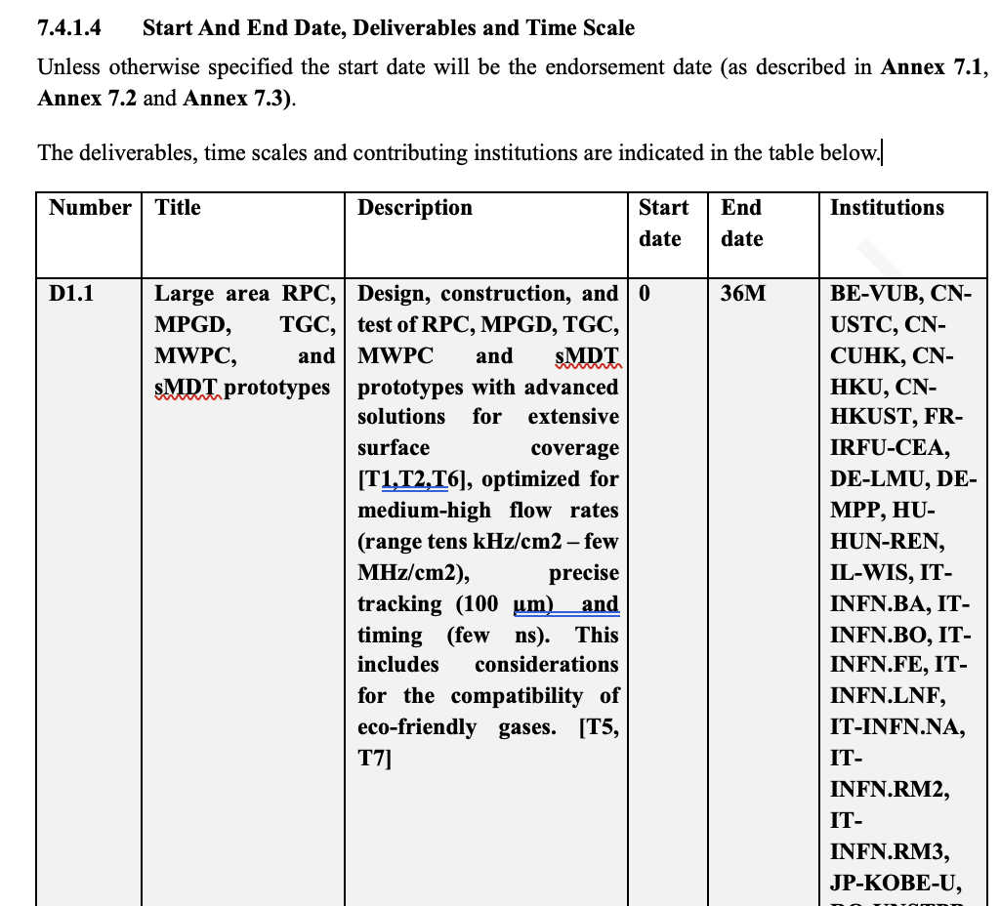 7.4.1.4 Start And End Date, Deliverables and Time Scale
Unless otherwise specified the start date will be the endorsement date (as described in Annex 7.1,
Annex 7.2 and Annex 7.3).
The deliverables, time scales and contributing institutions are indicated in the table below.
Number Title Description Start date End date Institutions
D1.1
Large area RPC,
MPGD, TGC,
MWPC, and
sMDT prototypes
Design, construction, and
test of RPC, MPGD, TGC,
MWPC and sMDT
prototypes with advanced
solutions for extensive
surface coverage
[T1,T2,T6], optimized for
medium-high flow rates
(range tens kHz/cm2 – few
MHz/cm2), precise
tracking (100 µm) and
timing (few ns). This
includes considerations
for the compatibility of
eco-friendly gases. [T5,
T7]
0
36M
BE-VUB, CN-
USTC, CN-
CUHK, CN-
HKU, CN-
HKUST, FR-
IRFU-CEA,
DE-LMU, DE-
MPP, HU-
HUN-REN,
IL-WIS, IT-
INFN.BA, IT-
INFN.BO, IT-
INFN.FE, IT-
INFN.LNF,
IT-INFN.NA,
IT-
INFN.RM2,
IT-
INFN.RM3,
JP-KOBE-U,